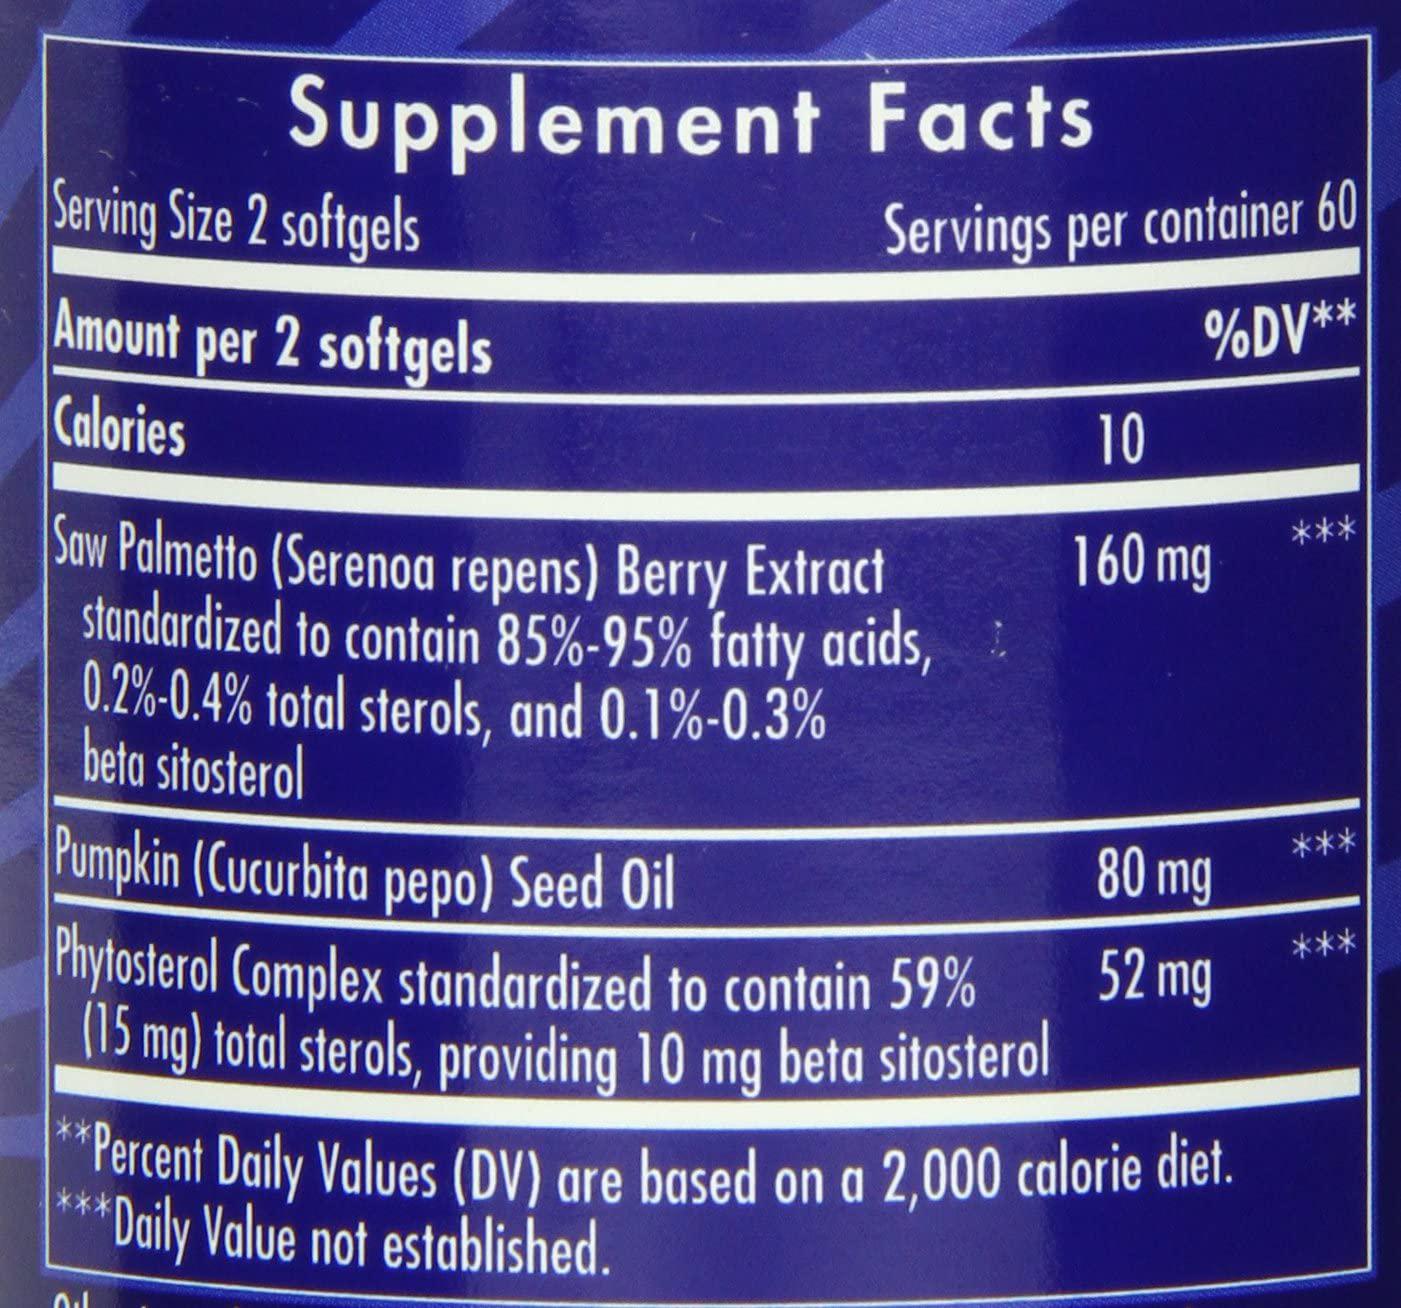 Supplement Facts
Serving Size 2 softgels Servings per container 60
Amount per 2 softgels %DV**
Calories 10
Saw Palmetto (Serenoa repens) Berry Extract 160 mg ***
standardized to contain 85%-95% fatty acids,
0.2%-0.4% total sterols, and 0.1%-0.3%
beta sitosterol
Pumpkin (Cucurbita pepo) Seed Oil 80 mg ***
Phytosterol Complex standardized to contain 59% 52 mg ***
(15 mg) total sterols, providing 10 mg beta sitosterol
**Percent Daily Values (DV) are based on a 2,000 calorie diet.
***Daily Value not established.